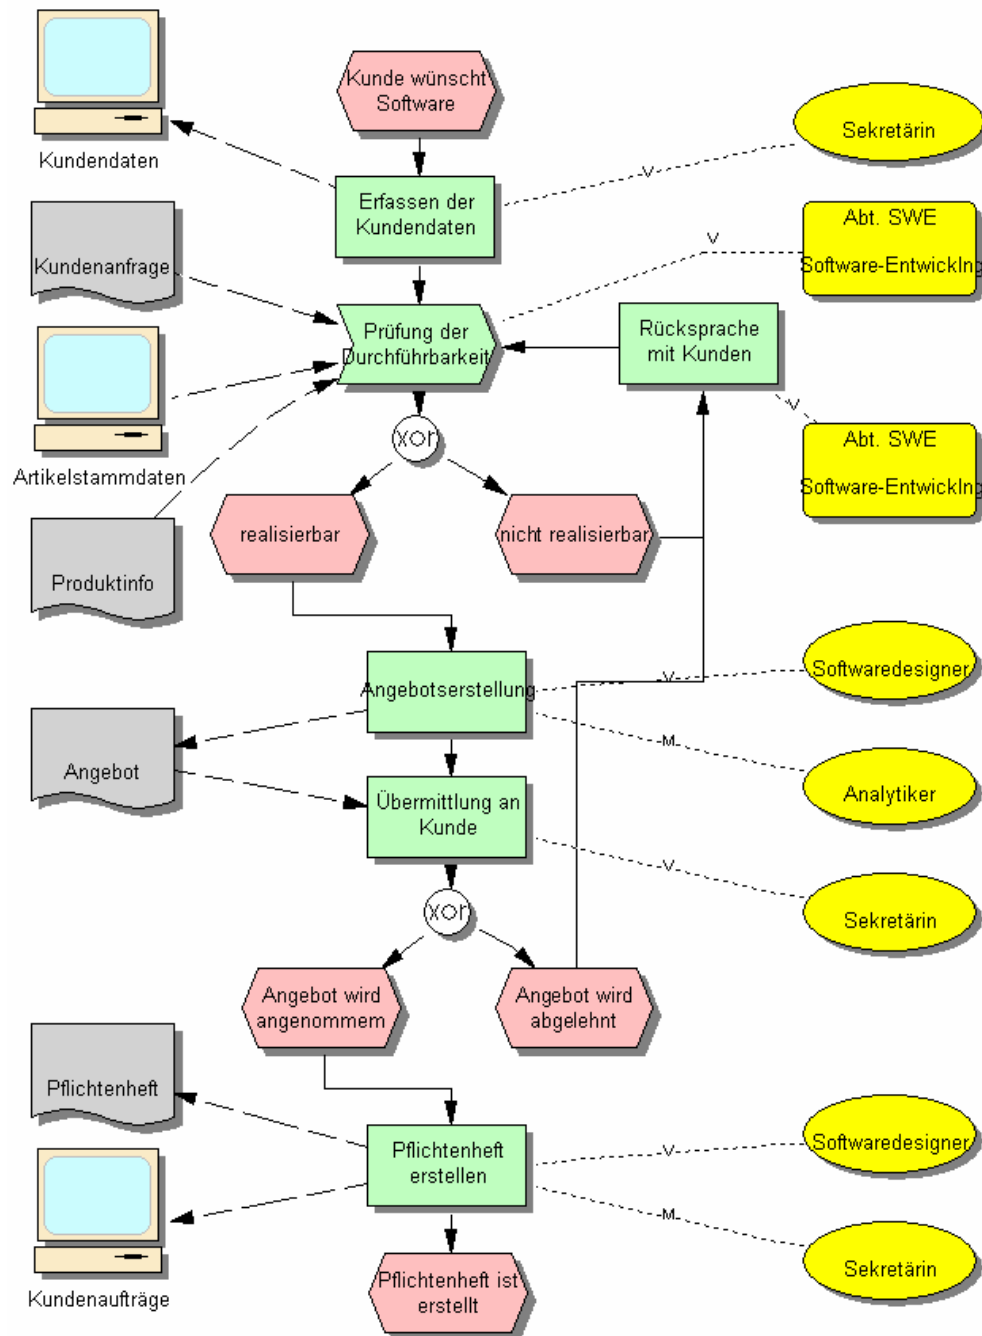 Kunde wünscht
Software
Kundendaten
Sekretärin
V
Erfassen der
Kundendaten
Abt. SWE
Software-Entwicklng
V
Kundenanfrage
Prüfung der
Durchführbarkeit
Rücksprache
mit Kunden
V
Abt. SWE
Software-Entwicklng
xor
Artikelstammdaten
realisierbar
nicht realisierbar
Produktinfo
Angebotserstellung
V
Softwaredesigner
M
Angebot
Analytiker
Übermittlung an
Kunde
V
Sekretärin
xor
Angebot wird
angenommem
Angebot wird
abgelehnt
Pflichtenheft
Pflichtenheft
erstellen
V
Softwaredesigner
M
Sekretärin
Kundenaufträge
Pflichtenheft ist
erstellt